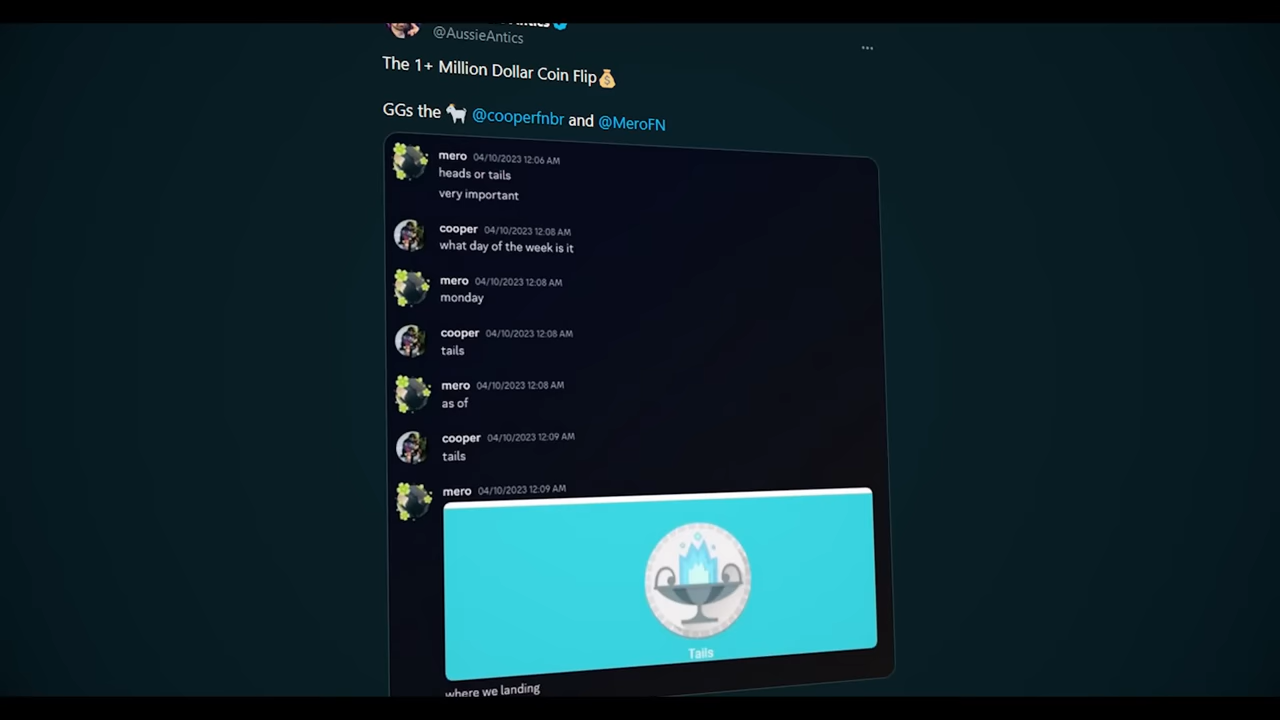 @AussieAntics
The 1+ Million Dollar Coin Flip💰
GGs the 🐐 @cooperfnbr and @MeroFN
mero 04/10/2023 12:06 AM
heads or tails
very important
cooper 04/10/2023 12:08 AM
what day of the week is it
mero 04/10/2023 12:08 AM
monday
cooper 04/10/2023 12:08 AM
tails
mero 04/10/2023 12:08 AM
as of
cooper 04/10/2023 12:09 AM
tails
mero 04/10/2023 12:09 AM
Tails
where we landing